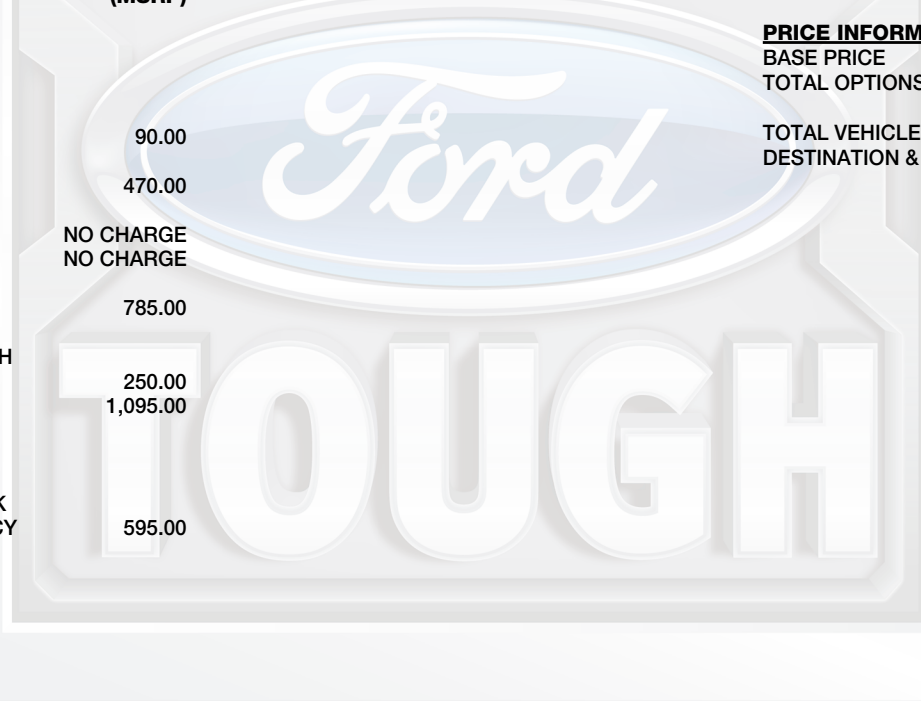 (MSRP)
90.00
470.00
NO CHARGE
NO CHARGE
785.00
H
250.00
1,095.00
K
CY
595.00
PRICE INFORM
BASE PRICE
TOTAL OPTIONS
TOTAL VEHICLE
DESTINATION &
Ford
TOUGH